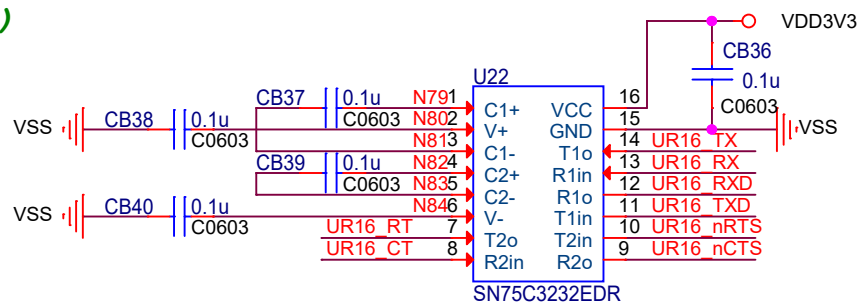 )
VDD3V3
CB36
0.1u
C0603
VSS
U22
CB37 0.1u N79 1 C1+ VCC 16
C0603
VSS CB38 0.1u N80 2 V+ GND 15
C0603
N81 3 C1- T1o 14 UR16_TX
CB39 0.1u N82 4 C2+ R1in 13 UR16_RX
C0603
N83 5 C2- R1o 12 UR16_RXD
VSS CB40 0.1u N84 6 V- T1in 11 UR16_TXD
C0603
UR16_RT 7 T2o T2in 10 UR16_nRTS
UR16_CT 8 R2in R2o 9 UR16_nCTS
SN75C3232EDR